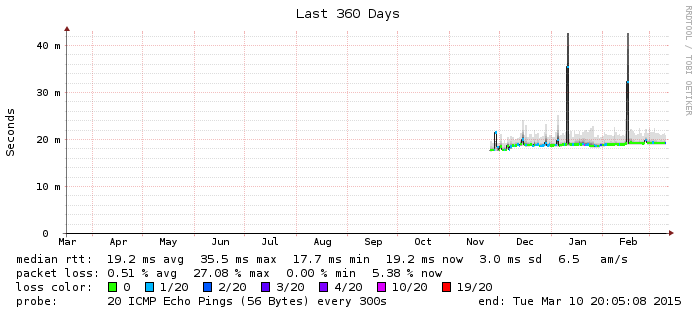 Last 360 Days
RRDTOOL / TOBI OETIKER
Seconds
40 m
30 m
20 m
10 m
0
Mar Apr May Jun Jul Aug Sep Oct Nov Dec Jan Feb
median rtt: 19.2 ms avg 35.5 ms max 17.7 ms min 19.2 ms now 3.0 ms sd 6.5 am/s
packet loss: 0.51 % avg 27.08 % max 0.00 % min 5.38 % now
loss color: 0 1/20 2/20 3/20 4/20 10/20 19/20
probe: 20 ICMP Echo Pings (56 Bytes) every 300s end: Tue Mar 10 20:05:08 2015